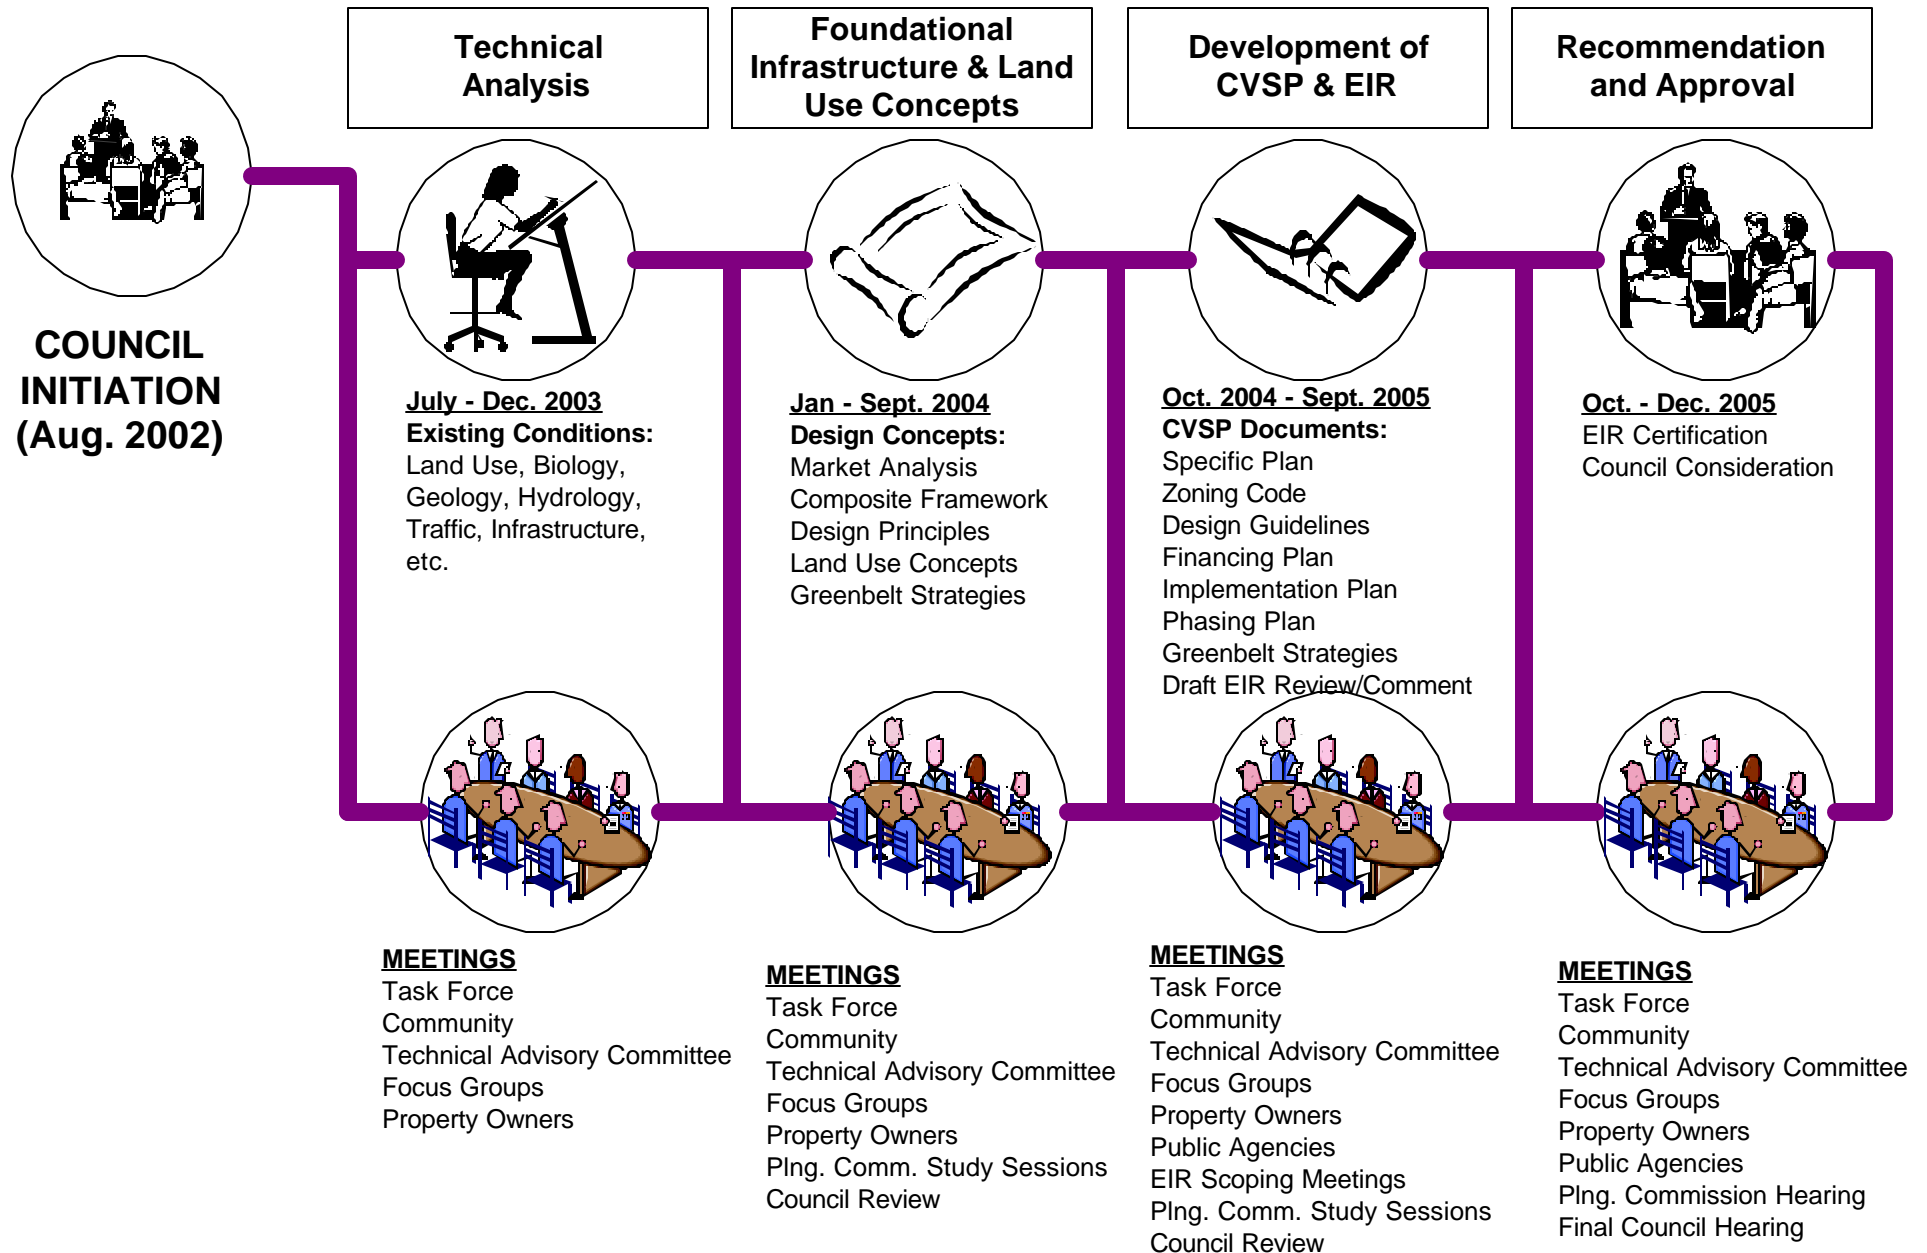 Technical
Analysis
Foundational
Infrastructure & Land
Use Concepts
Development of
CVSP & EIR
Recommendation
and Approval
COUNCIL
INITIATION
(Aug. 2002)
July - Dec. 2003
Existing Conditions:
Land Use, Biology,
Geology, Hydrology,
Traffic, Infrastructure,
etc.
Jan - Sept. 2004
Design Concepts:
Market Analysis
Composite Framework
Design Principles
Land Use Concepts
Greenbelt Strategies
Oct. 2004 - Sept. 2005
CVSP Documents:
Specific Plan
Zoning Code
Design Guidelines
Financing Plan
Implementation Plan
Phasing Plan
Greenbelt Strategies
Draft EIR Review/Comment
Oct. - Dec. 2005
EIR Certification
Council Consideration
MEETINGS
Task Force
Community
Technical Advisory Committee
Focus Groups
Property Owners
MEETINGS
Task Force
Community
Technical Advisory Committee
Focus Groups
Property Owners
Plng. Comm. Study Sessions
Council Review
MEETINGS
Task Force
Community
Technical Advisory Committee
Focus Groups
Property Owners
Public Agencies
EIR Scoping Meetings
Plng. Comm. Study Sessions
Council Review
MEETINGS
Task Force
Community
Technical Advisory Committee
Focus Groups
Property Owners
Public Agencies
Plng. Commission Hearing
Final Council Hearing